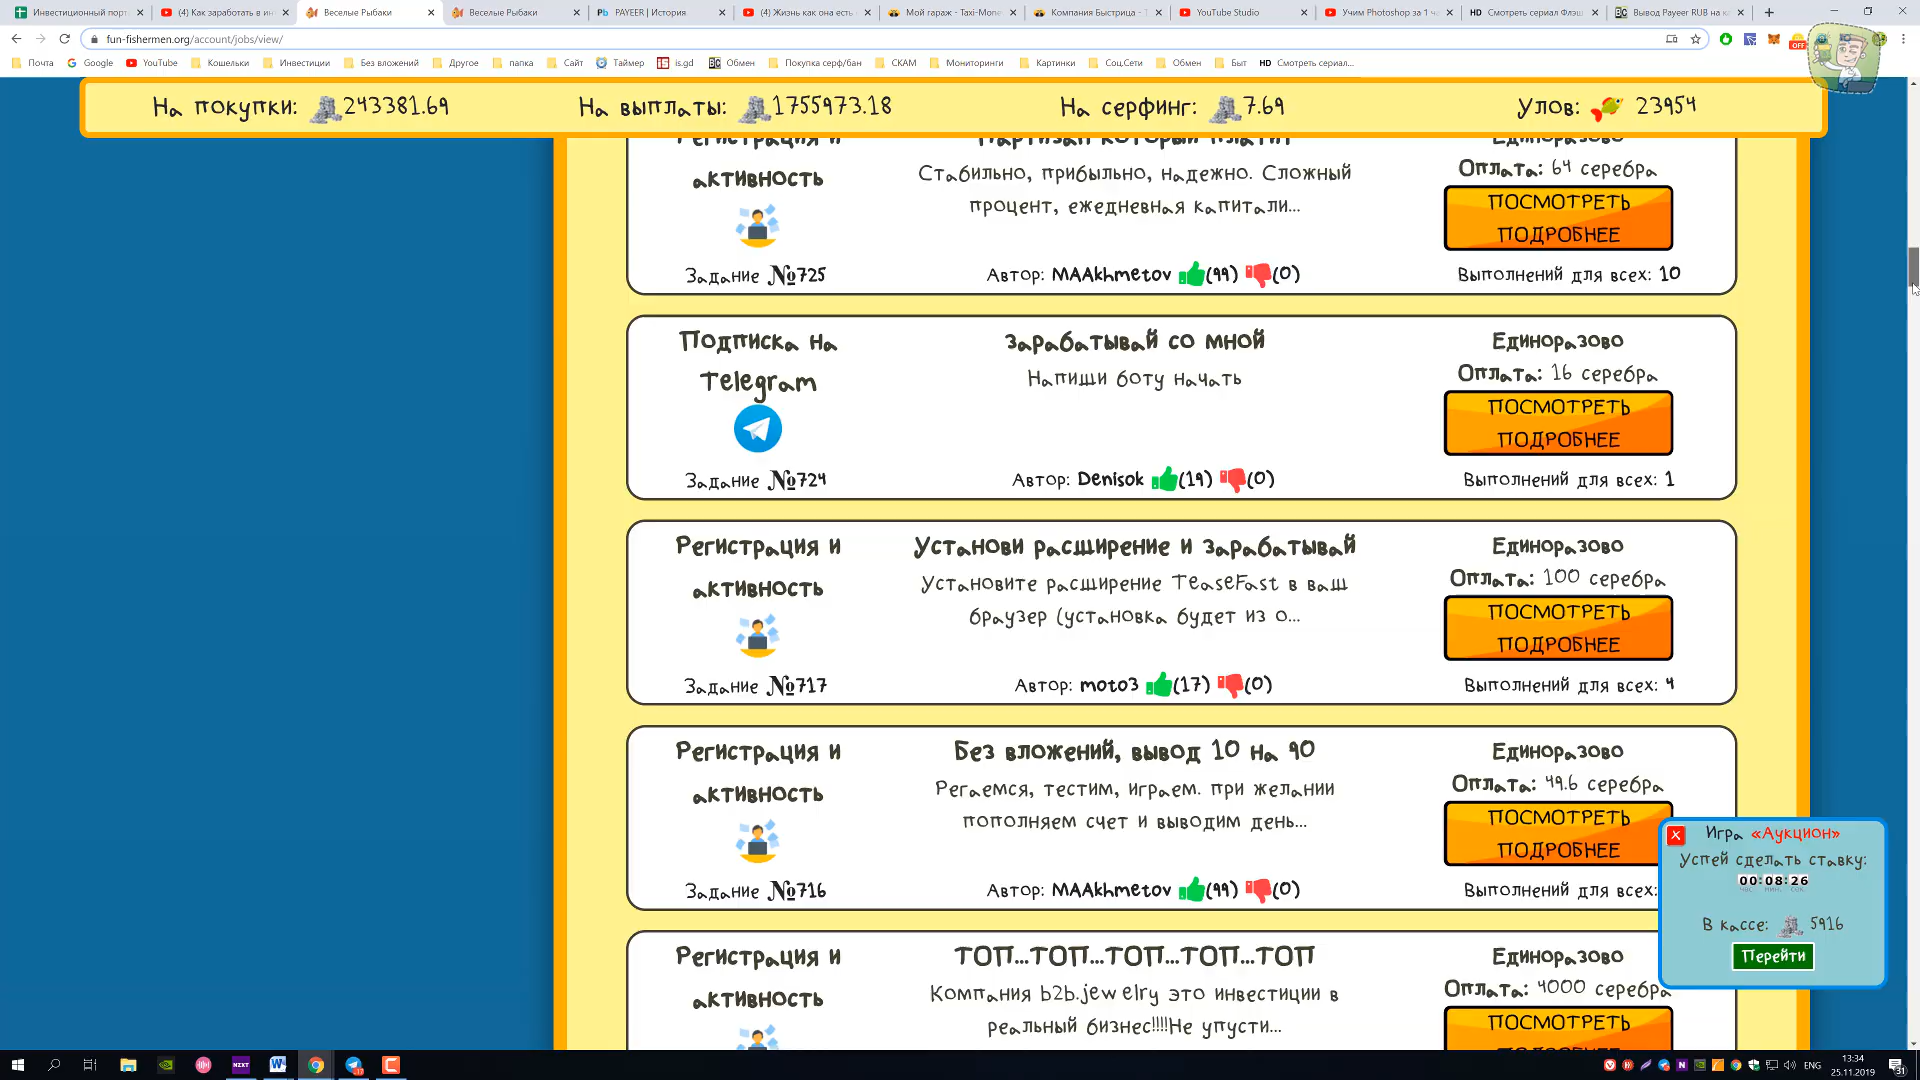 Инвестиционный порт
(4) Как заработать в ин
Веселые Рыбаки
Веселые Рыбаки
PAYEER | История
(4) Жизнь как она есть
Мой гараж - Taxi-Mone
Компания Быстрица - T
YouTube Studio
Учим Photoshop за 1 ч
HD Смотреть сериал Флэш
Вывод Payeer RUB на к
fun-fishermen.org/account/jobs/view/
Почта
Google
YouTube
Кошельки
Инвестиции
Без вложений
Другое
папка
Сайт
Таймер
is.gd
Обмен
Покупка серф/бан
СКАМ
Мониторинги
Картинки
Соц.Сети
Обмен
Быт
HD Смотреть сериал...
OFF
На покупки: 243381.69
На выплаты: 1755973.18
На серфинг: 7.69
Улов: 23954
Регистрация и
активность
Задание №725
Партизан который платит
Стабильно, прибыльно, надежно. Сложный
процент, ежедневная капитали...
Автор: MAAkhmetov (99) (0)
Единоразово
Оплата: 64 серебра
ПОСМОТРЕТЬ
ПОДРОБНЕЕ
Выполнений для всех: 10
Подписка на
Telegram
Задание №724
зарабатывай со мной
Напиши боту начать
Автор: Denisok (19) (0)
Единоразово
Оплата: 16 серебра
ПОСМОТРЕТЬ
ПОДРОБНЕЕ
Выполнений для всех: 1
Регистрация и
активность
Задание №717
Установи расширение и зарабатывай
Установите расширение TeaseFast в ваш
браузер (установка будет из о...
Автор: moto3 (17) (0)
Единоразово
Оплата: 100 серебра
ПОСМОТРЕТЬ
ПОДРОБНЕЕ
Выполнений для всех: 4
Регистрация и
активность
Задание №716
Без вложений, вывод 10 на 90
Регаемся, тестим, играем. при желании
пополняем счет и выводим день...
Автор: MAAkhmetov (99) (0)
Единоразово
Оплата: 49.6 серебра
ПОСМОТРЕТЬ
ПОДРОБНЕЕ
Выполнений для всех:
Регистрация и
активность
ТОП...ТОП...ТОП...ТОП...ТОП
Компания b2b.jewelry это инвестиции в
реальный бизнес!!!!Не упусти...
Единоразово
Оплата: 4000 серебра
ПОСМОТРЕТЬ
Игра «Аукцион»
Успей сделать ставку:
00:08:26
В кассе: 5916
Перейти
NZXT
ENG
13:34
25.11.2019
31